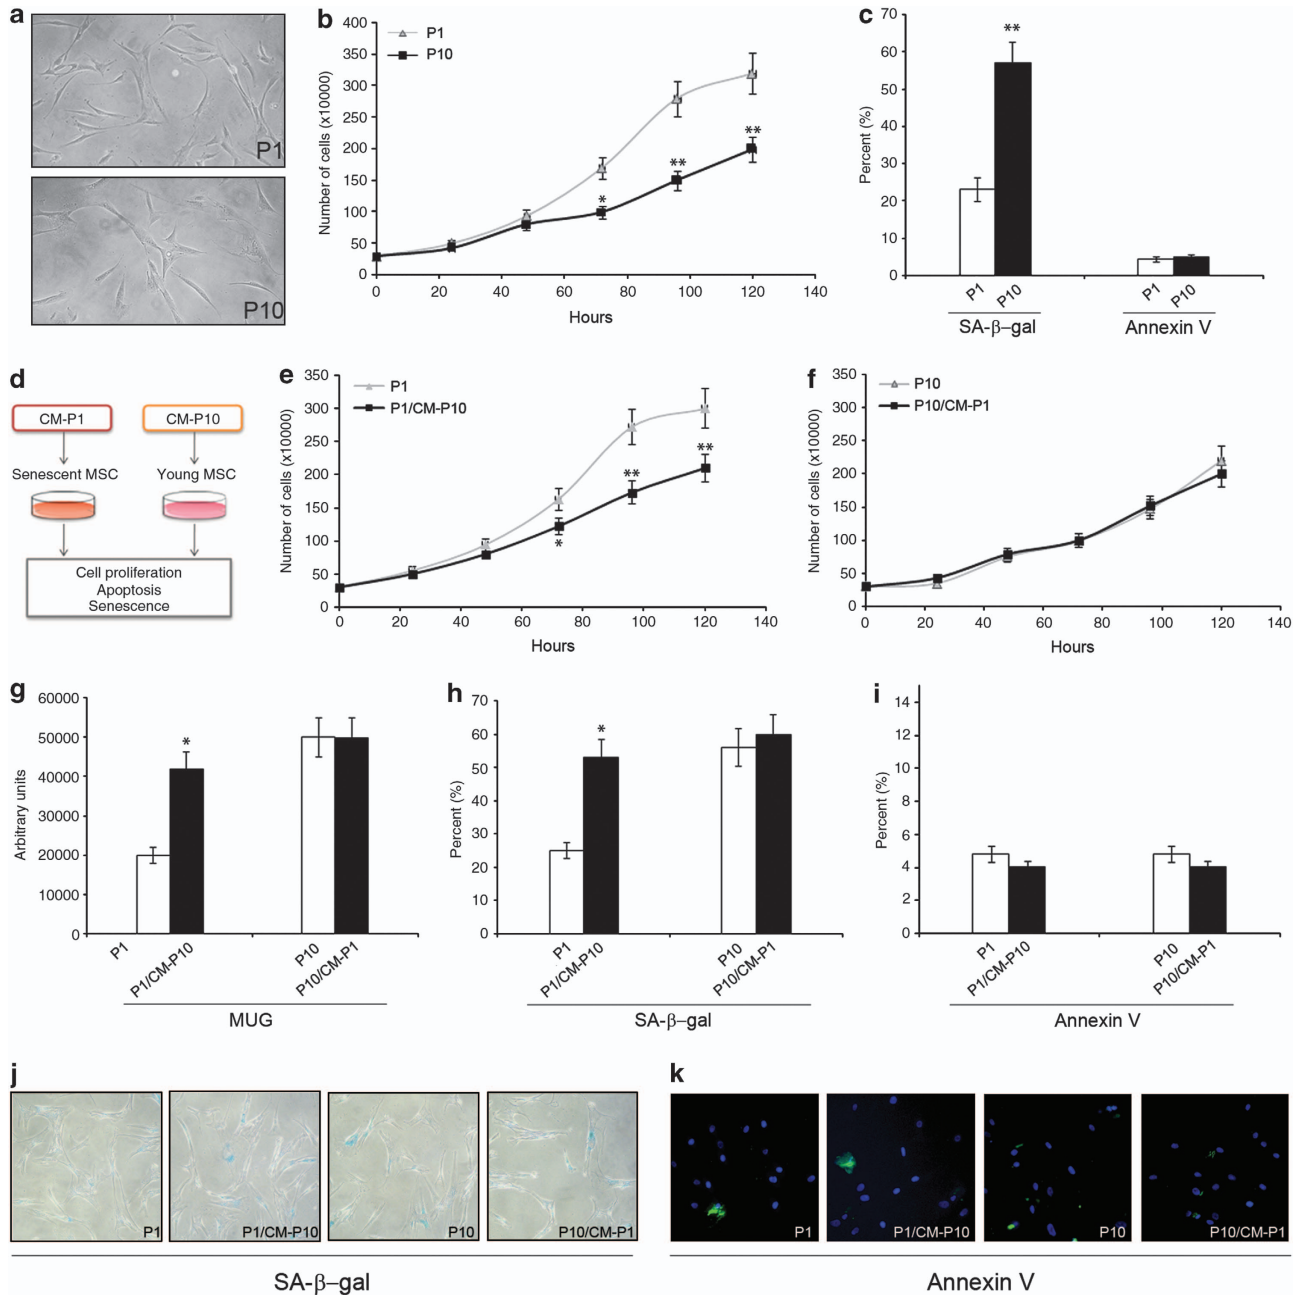 a
P1
P10
b
400
350
300
250
200
150
100
50
0
Number of cells (x10000)
P1
P10
*
**
**
0 20 40 60 80 100 120 140
Hours
c
70
60
50
40
30
20
10
0
Percent (%)
**
P1 P10 P1 P10
SA-β–gal Annexin V
d
CM-P1 CM-P10
Senescent MSC Young MSC
Cell proliferation
Apoptosis
Senescence
e
350
300
250
200
150
100
50
0
Number of cells (x10000)
P1
P1/CM-P10
*
**
**
0 20 40 60 80 100 120 140
Hours
f
350
300
250
200
150
100
50
0
Number of cells (x10000)
P10
P10/CM-P1
0 20 40 60 80 100 120 140
Hours
g
60000
50000
40000
30000
20000
10000
0
Arbitrary units
*
P1 P1/CM-P10 P10 P10/CM-P1
MUG
h
70
60
50
40
30
20
10
0
Percent (%)
*
P1 P1/CM-P10 P10 P10/CM-P1
SA-β–gal
i
14
12
10
8
6
4
2
0
Percent (%)
P1 P1/CM-P10 P10 P10/CM-P1
Annexin V
j
P1 P1/CM-P10 P10 P10/CM-P1
SA-β–gal
k
P1 P1/CM-P10 P10 P10/CM-P1
Annexin V